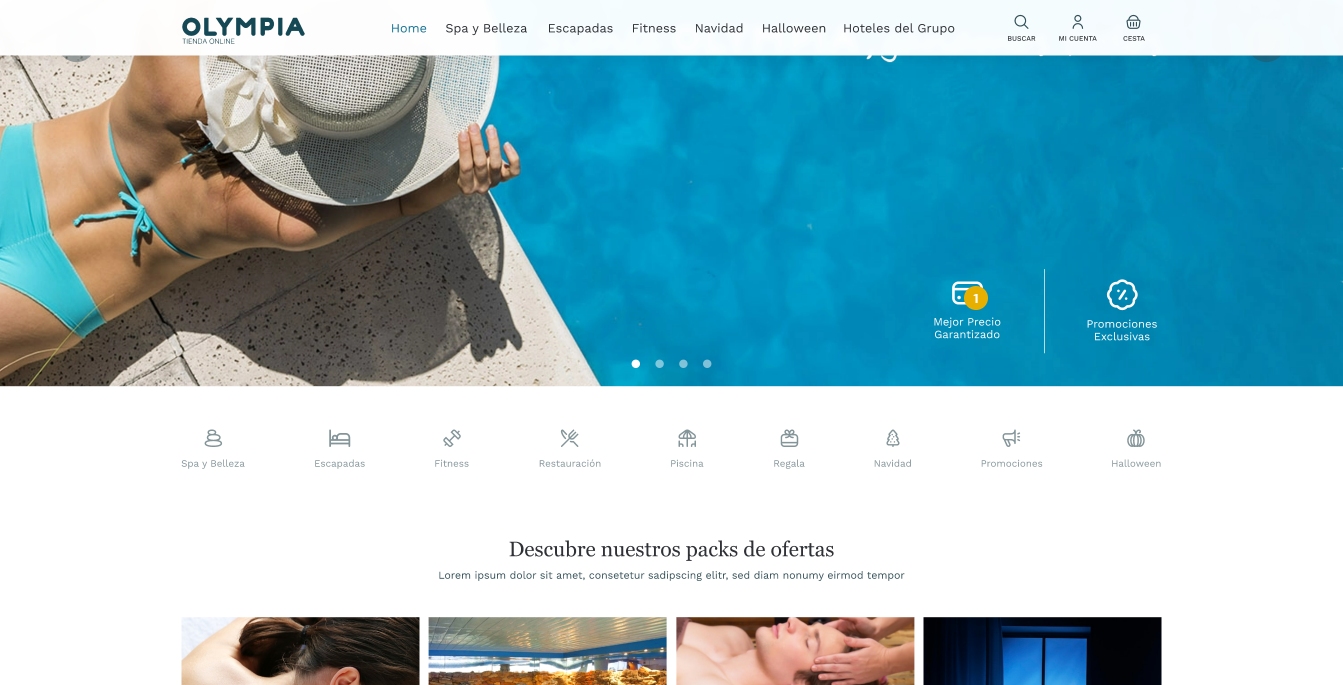 OLYMPIA
TIENDA ONLINE
Home Spa y Belleza Escapadas Fitness Navidad Halloween Hoteles del Grupo
BUSCAR MI CUENTA CESTA
1
Mejor Precio
Garantizado
Promociones
Exclusivas
Spa y Belleza Escapadas Fitness Restauración Piscina Regala Navidad Promociones Halloween
Descubre nuestros packs de ofertas
Lorem ipsum dolor sit amet, consetetur sadipscing elitr, sed diam nonumy eirmod tempor